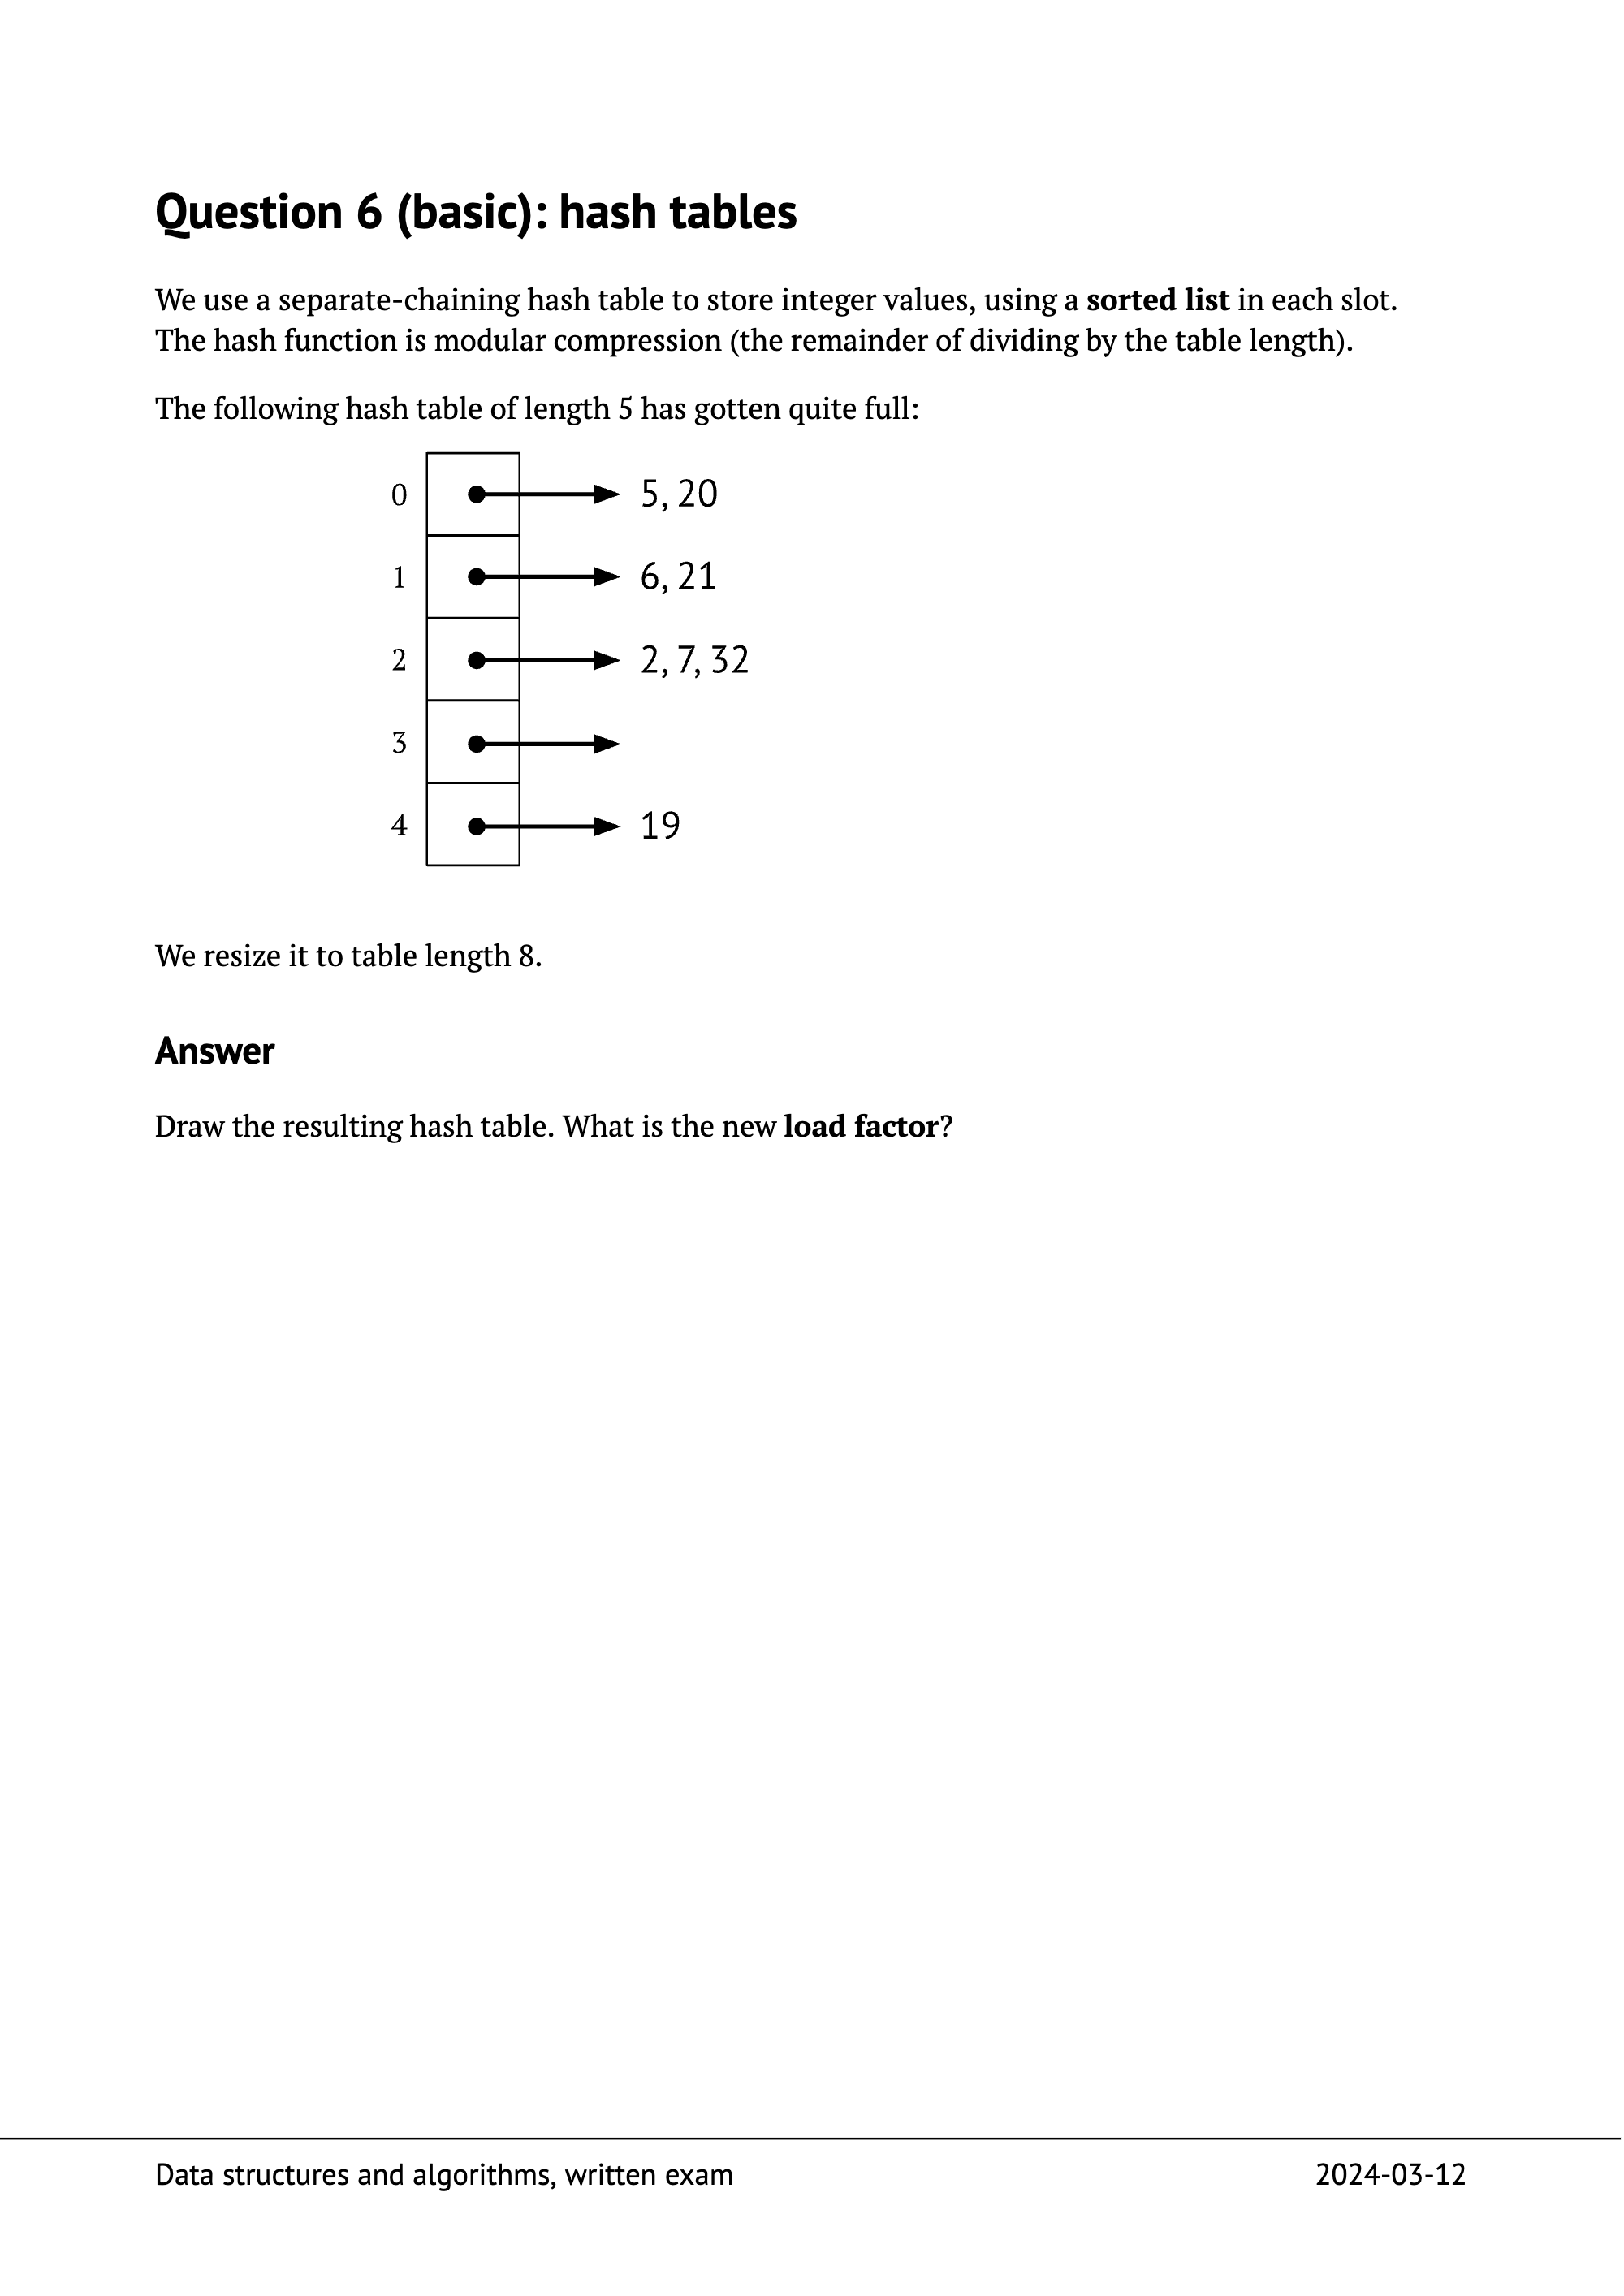 Question 6 (basic): hash tables
We use a separate-chaining hash table to store integer values, using a sorted list in each slot.
The hash function is modular compression (the remainder of dividing by the table length).
The following hash table of length 5 has gotten quite full:
0 5, 20
1 6, 21
2 2, 7, 32
3
4 19
We resize it to table length 8.
Answer
Draw the resulting hash table. What is the new load factor?
Data structures and algorithms, written exam 2024-03-12